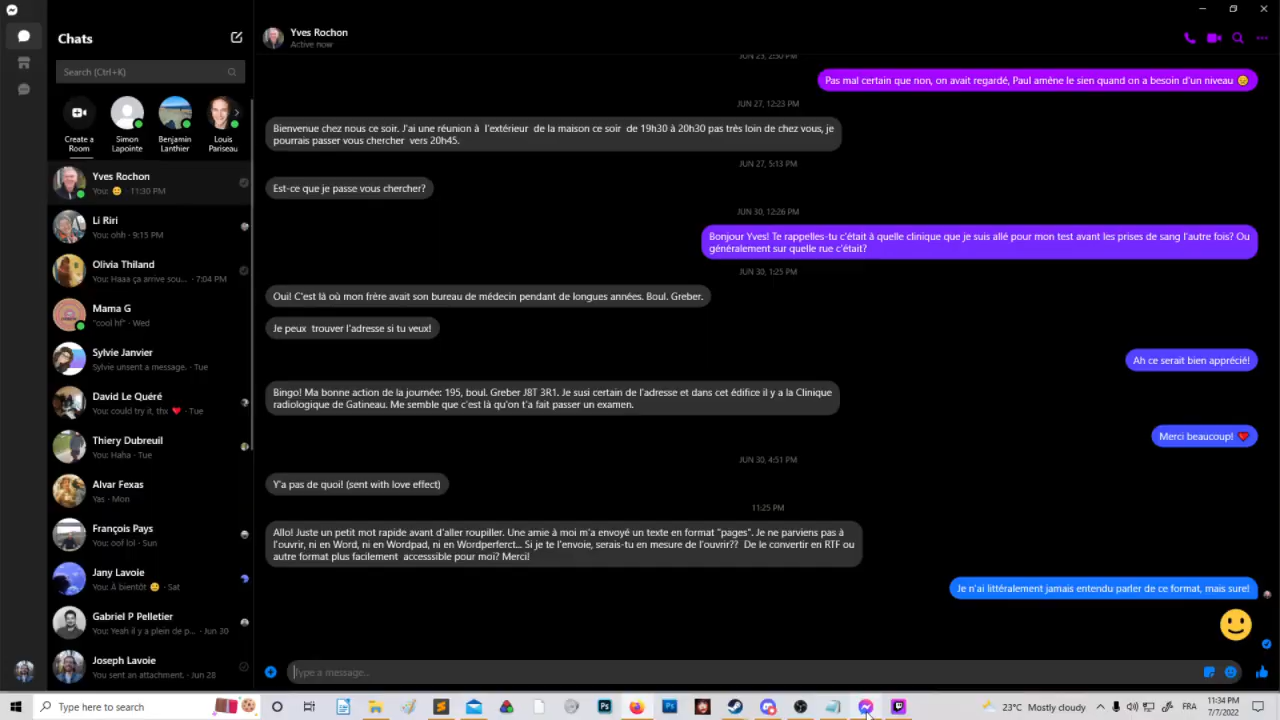 Chats
Search (Ctrl+K)
Create a
Room
Simon
Lapointe
Benjamin
Lanthier
Louis
Pariseau
Yves Rochon
You: 🙂 · 11:30 PM
Li Riri
You: ohh · 9:15 PM
Olivia Thiland
You: Haaa ça arrive sou... · 7:04 PM
Mama G
"cool hf" · Wed
Sylvie Janvier
Sylvie unsent a message. · Tue
David Le Quéré
You: could try it, thx ❤️ · Tue
Thiery Dubreuil
You: Haha · Tue
Alvar Fexas
Yas · Mon
François Pays
You: oof lol · Sun
Jany Lavoie
You: À bientôt 🙂 · Sat
Gabriel P Pelletier
You: Yeah il y a plein de p... · Jun 30
Joseph Lavoie
You sent an attachment. · Jun 28
Yves Rochon
Active now
JUN 23, 2:50 PM
Pas mal certain que non, on avait regardé, Paul amène le sien quand on a besoin d'un niveau 😔
JUN 27, 12:23 PM
Bienvenue chez nous ce soir. J'ai une réunion à l'extérieur de la maison ce soir de 19h30 à 20h30 pas très loin de chez vous, je
pourrais passer vous chercher vers 20h45.
JUN 27, 5:13 PM
Est-ce que je passe vous chercher?
JUN 30, 12:26 PM
Bonjour Yves! Te rappelles-tu c'était à quelle clinique que je suis allé pour mon test avant les prises de sang l'autre fois? Ou
généralement sur quelle rue c'était?
JUN 30, 1:25 PM
Oui! C'est là où mon frère avait son bureau de médecin pendant de longues années. Boul. Greber.
Je peux trouver l'adresse si tu veux!
Ah ce serait bien apprécié!
Bingo! Ma bonne action de la journée: 195, boul. Greber J8T 3R1. Je susi certain de l'adresse et dans cet édifice il y a la Clinique
radiologique de Gatineau. Me semble que c'est là qu'on t'a fait passer un examen.
Merci beaucoup! ❤️
JUN 30, 4:51 PM
Y'a pas de quoi! (sent with love effect)
11:25 PM
Allo! Juste un petit mot rapide avant d'aller roupiller. Une amie à moi m'a envoyé un texte en format "pages". Je ne parviens pas à
l'ouvrir, ni en Word, ni en Wordpad, ni en Wordperferct... Si je te l'envoie, serais-tu en mesure de l'ouvrir?? De le convertir en RTF ou
autre format plus facilement accesssible pour moi? Merci!
Je n'ai littéralement jamais entendu parler de ce format, mais sure!
Type a message...
Type here to search
23°C Mostly cloudy
FRA
11:34 PM
7/7/2022